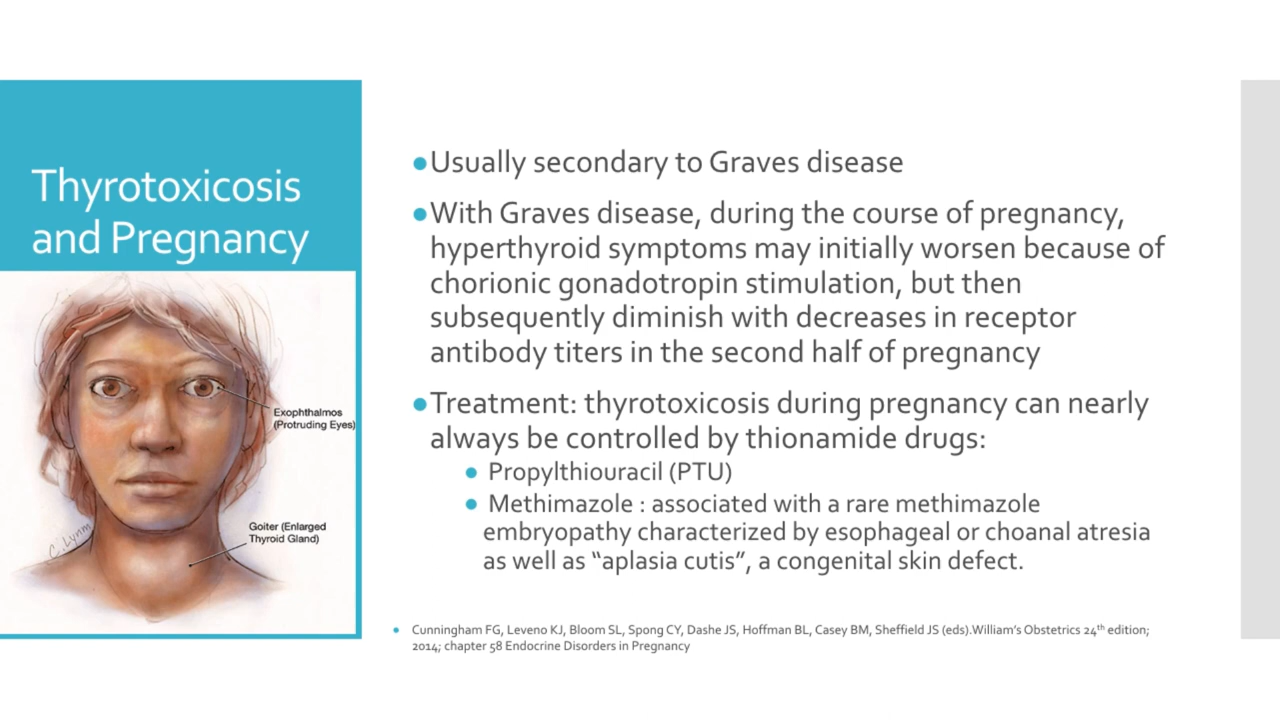 Thyrotoxicosis
and Pregnancy
Exophthalmos
(Protruding Eyes)
Goiter (Enlarged
Thyroid Gland)
C. Lynm
●Usually secondary to Graves disease
●With Graves disease, during the course of pregnancy,
hyperthyroid symptoms may initially worsen because of
chorionic gonadotropin stimulation, but then
subsequently diminish with decreases in receptor
antibody titers in the second half of pregnancy
●Treatment: thyrotoxicosis during pregnancy can nearly
always be controlled by thionamide drugs:
● Propylthiouracil (PTU)
● Methimazole : associated with a rare methimazole
embryopathy characterized by esophageal or choanal atresia
as well as “aplasia cutis”, a congenital skin defect.
● Cunningham FG, Leveno KJ, Bloom SL, Spong CY, Dashe JS, Hoffman BL, Casey BM, Sheffield JS (eds).William’s Obstetrics 24th edition;
2014; chapter 58 Endocrine Disorders in Pregnancy